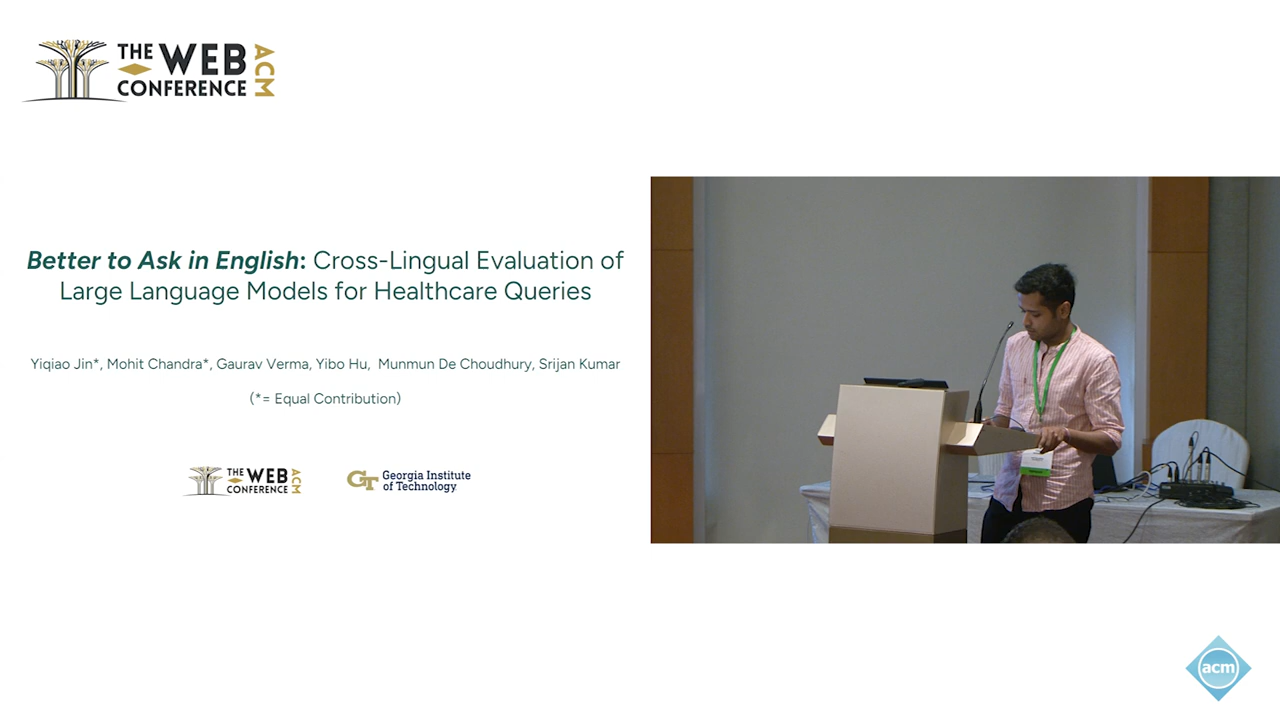 THE WEB CONFERENCE ACM
Better to Ask in English: Cross-Lingual Evaluation of
Large Language Models for Healthcare Queries
Yiqiao Jin*, Mohit Chandra*, Gaurav Verma, Yibo Hu, Munmun De Choudhury, Srijan Kumar
(*= Equal Contribution)
THE WEB CONFERENCE ACM
GT Georgia Institute
of Technology
acm